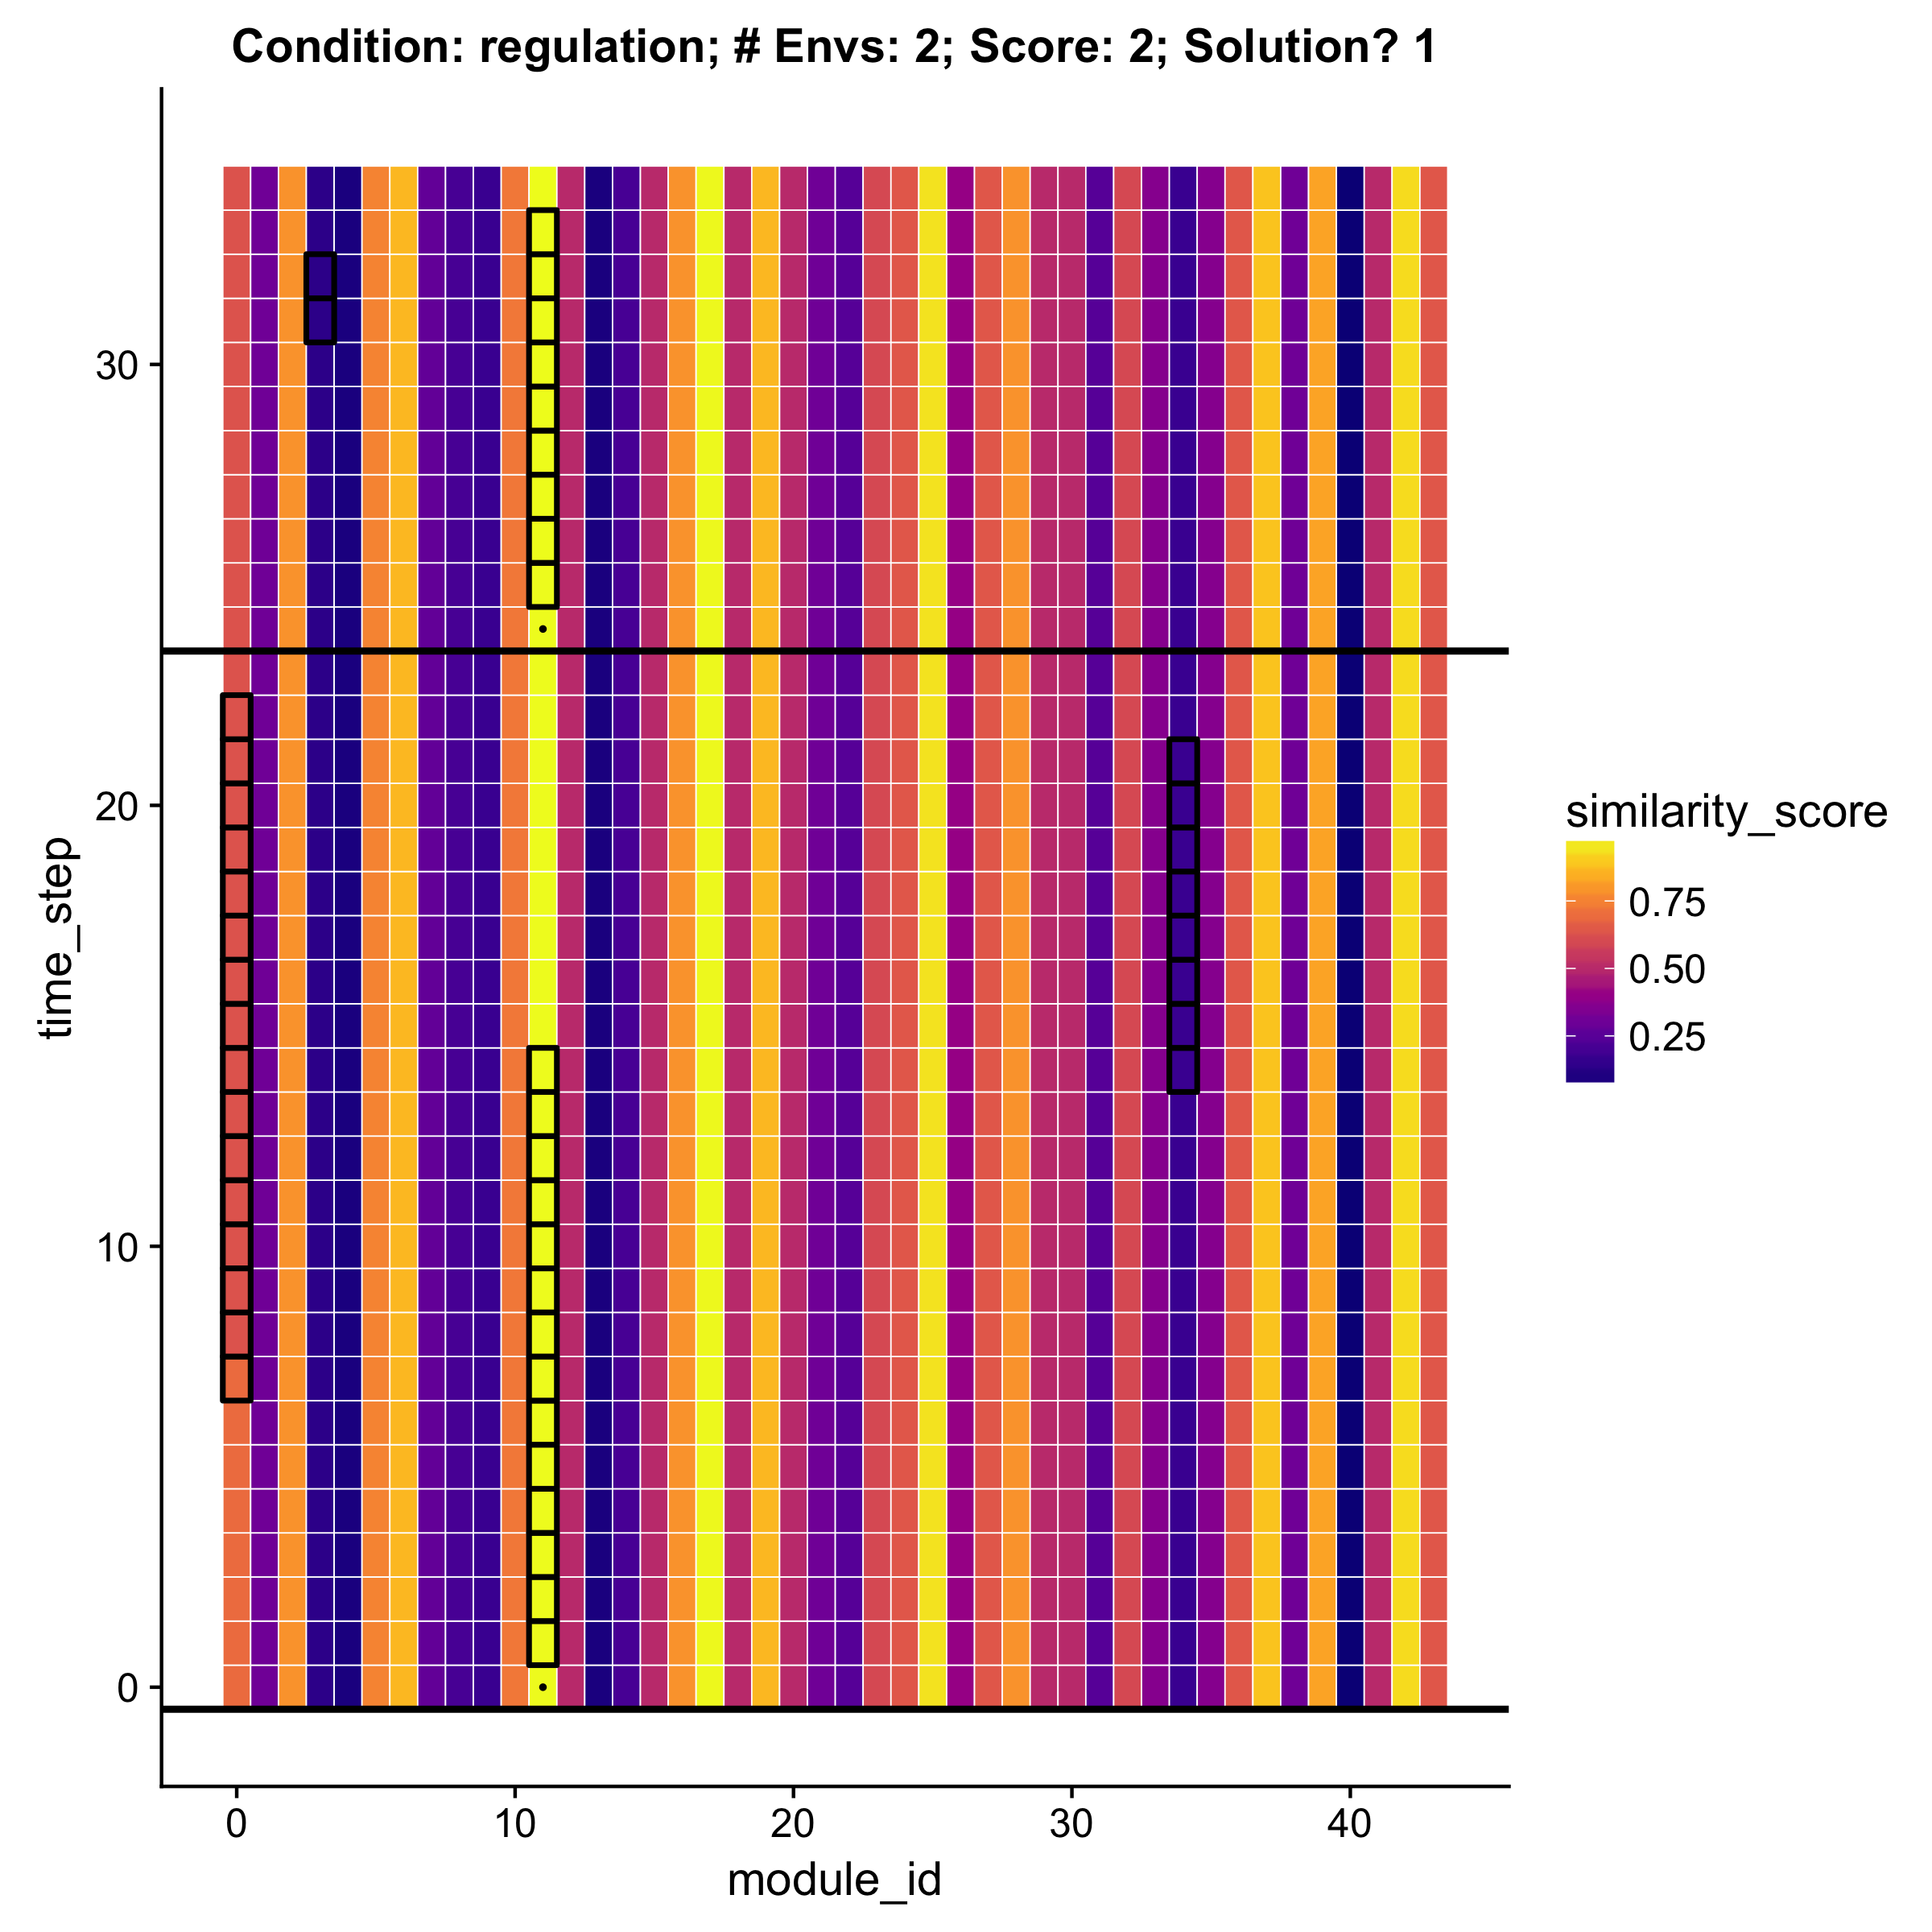 Condition: regulation; # Envs: 2; Score: 2; Solution? 1
30
20
10
0
time_step
0 10 20 30 40
module_id
similarity_score
0.75
0.50
0.25